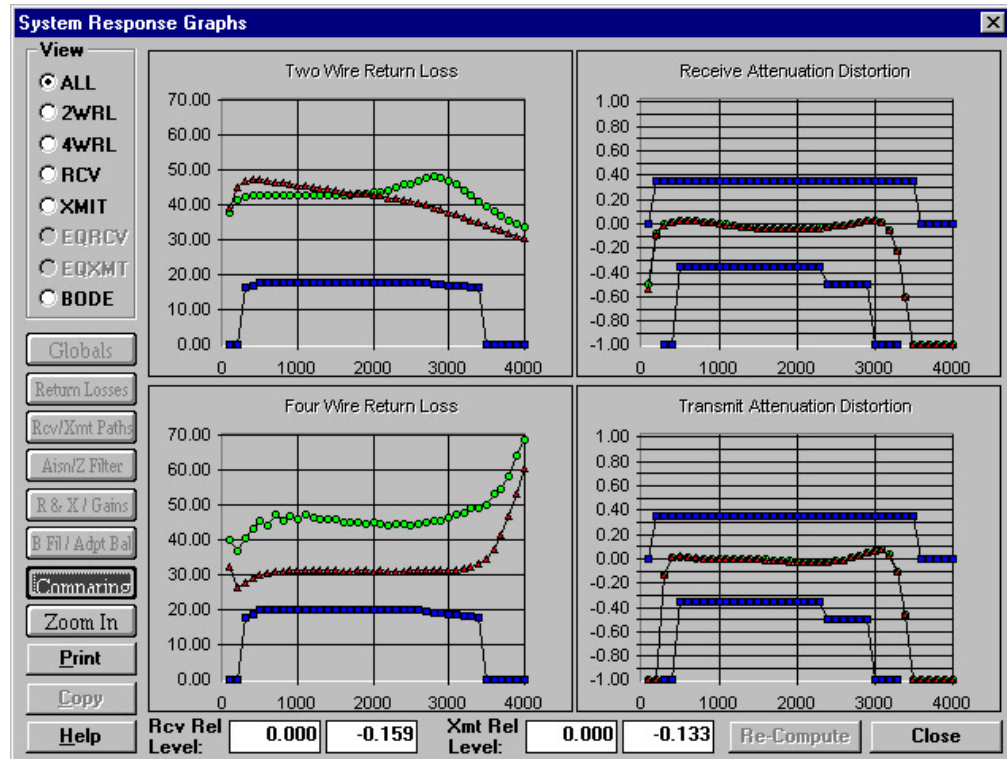 System Response Graphs
View
ALL
2WRL
4WRL
RCV
XMIT
EQRCV
EQXMT
BODE
Globals
Return Losses
Rcv/Xmt Paths
Aisn/Z Filter
R & X / Gains
B Fil / Adpt Bal
Comparing
Zoom In
Print
Copy
Help
Two Wire Return Loss
70.00
60.00
50.00
40.00
30.00
20.00
10.00
0.00
0 1000 2000 3000 4000
Receive Attenuation Distortion
1.00
0.80
0.60
0.40
0.20
0.00
-0.20
-0.40
-0.60
-0.80
-1.00
0 1000 2000 3000 4000
Four Wire Return Loss
70.00
60.00
50.00
40.00
30.00
20.00
10.00
0.00
0 1000 2000 3000 4000
Transmit Attenuation Distortion
1.00
0.80
0.60
0.40
0.20
0.00
-0.20
-0.40
-0.60
-0.80
-1.00
0 1000 2000 3000 4000
Rcv Rel Level: 0.000 -0.159
Xmt Rel Level: 0.000 -0.133
Re-Compute
Close